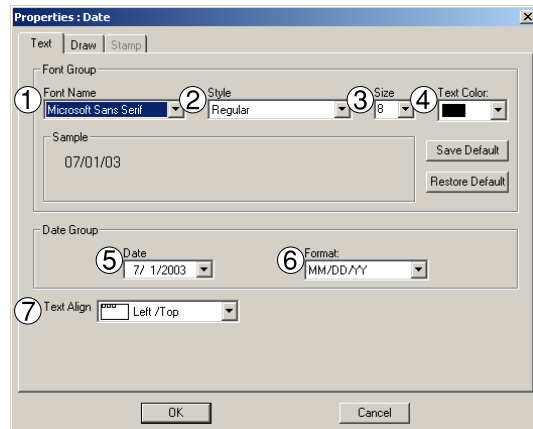 Properties : Date
Text Draw Stamp
Font Group
① Font Name ② Style ③ Size ④ Text Color:
Microsoft Sans Serif Regular 8
Sample
07/01/03
Save Default
Restore Default
Date Group
⑤ Date ⑥ Format:
7/ 1/2003 MM/DD/YY
⑦ Text Align Left /Top
OK Cancel